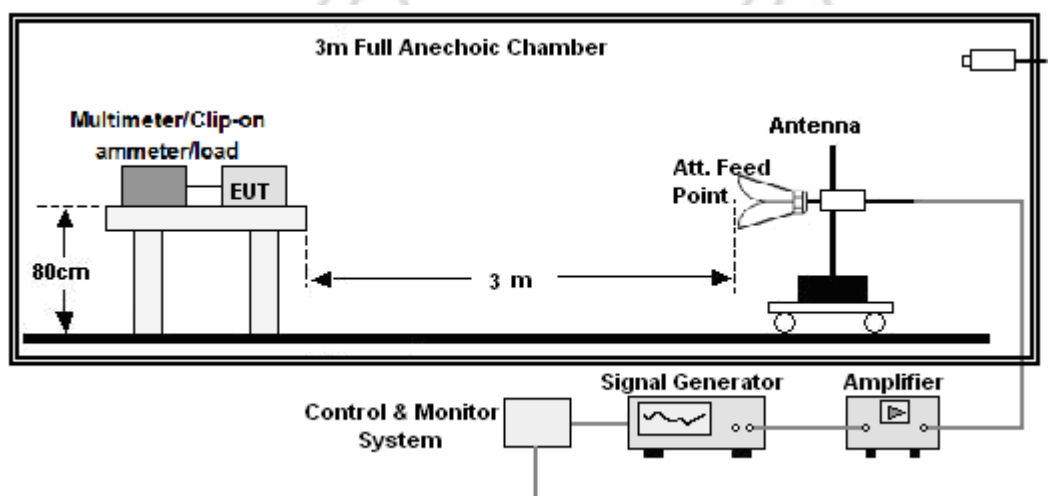 3m Full Anechoic Chamber
Multimeter/Clip-on
ammeter/load
EUT
80cm
3 m
Antenna
Att. Feed
Point
Signal Generator
Amplifier
Control & Monitor
System